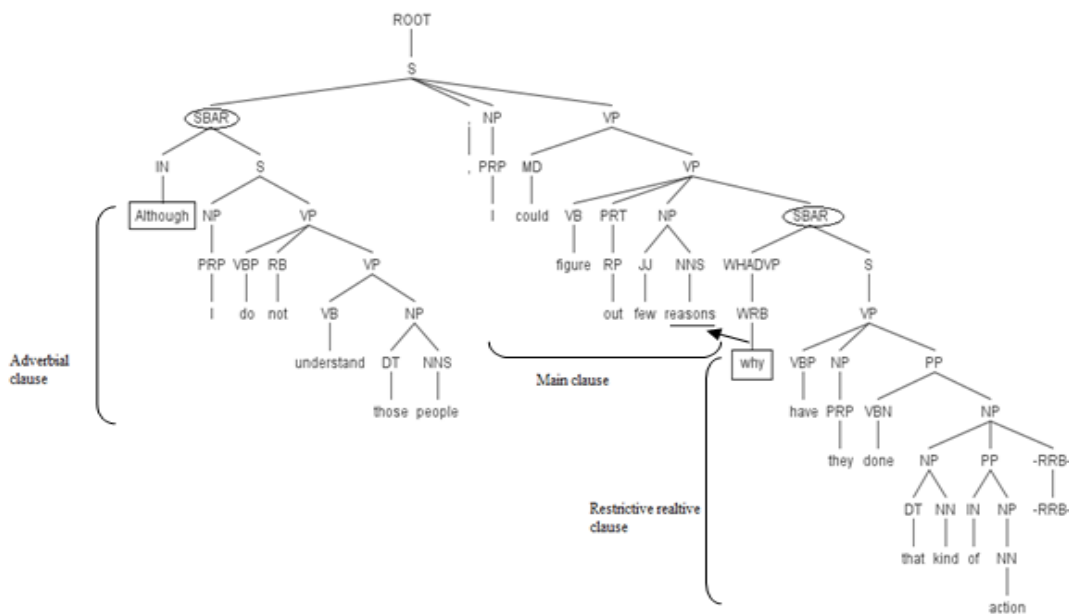 ROOT
S
SBAR , NP VP
IN S , PRP MD VP
Although NP VP I could VB PRT NP SBAR
PRP VBP RB VP figure RP JJ NNS WHADVP S
I do not VB NP out few reasons WRB VP
understand DT NNS why VBP NP PP
those people have PRP VBN NP
they done NP PP -RRB-
DT NN IN NP -RRB-
that kind of NN
action
Adverbial
clause
Main clause
Restrictive realtive
clause